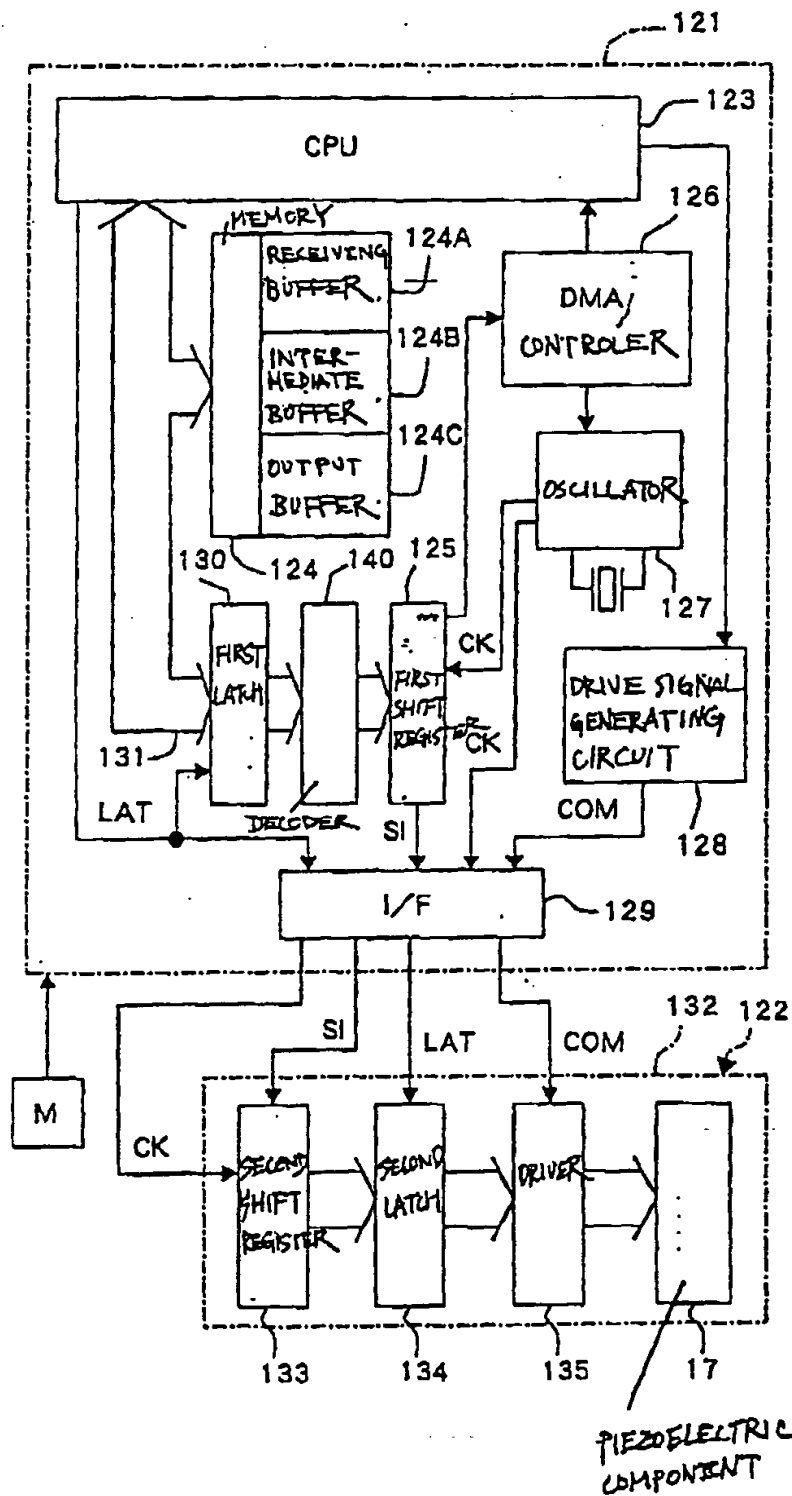 121
123
CPU
126
MEMORY
RECEIVING
BUFFER
124A
DMA
CONTROLER
124B
INTER-
MEDIATE
BUFFER
124C
OUTPUT
BUFFER
OSCILLATOR
130
124
140
125
127
CK
FIRST
LATCH
FIRST
SHIFT
REGISTER
CK
DRIVE SIGNAL
GENERATING
CIRCUIT
131
LAT
DECODER
SI
COM
128
I/F
129
SI
LAT
COM
132
122
M
CK
SECOND
SHIFT
REGISTER
SECOND
LATCH
DRIVER
133
134
135
17
PIEZOELECTRIC
COMPONENT